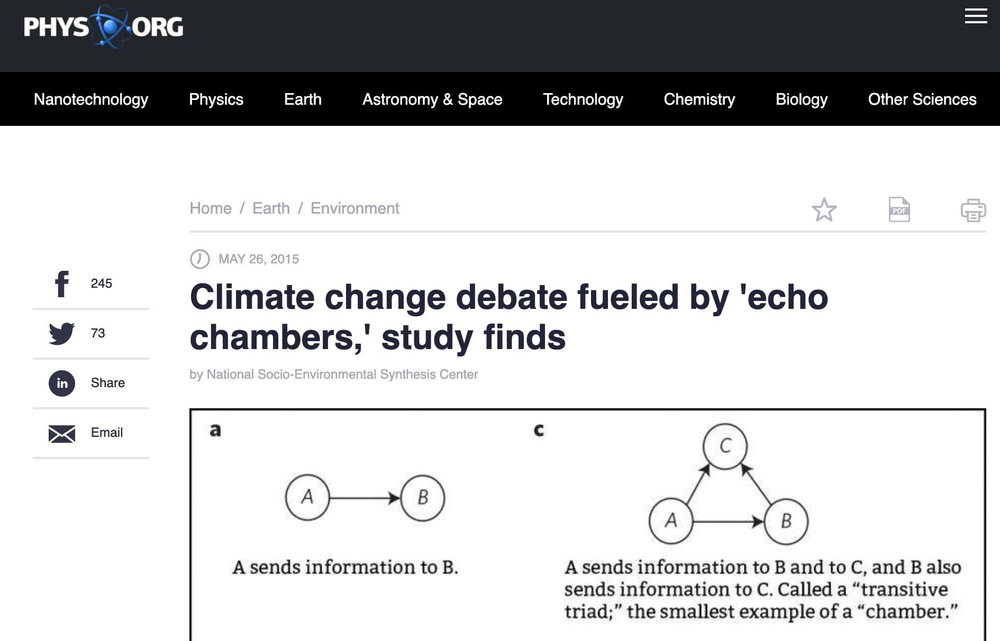 PHYS ORG
Nanotechnology Physics Earth Astronomy & Space Technology Chemistry Biology Other Sciences
Home / Earth / Environment
PDF
MAY 26, 2015
Climate change debate fueled by 'echo
chambers,' study finds
by National Socio-Environmental Synthesis Center
f 245
73
in Share
Email
a
A
B
A sends information to B.
c
C
A
B
A sends information to B and to C, and B also
sends information to C. Called a “transitive
triad;” the smallest example of a “chamber.”